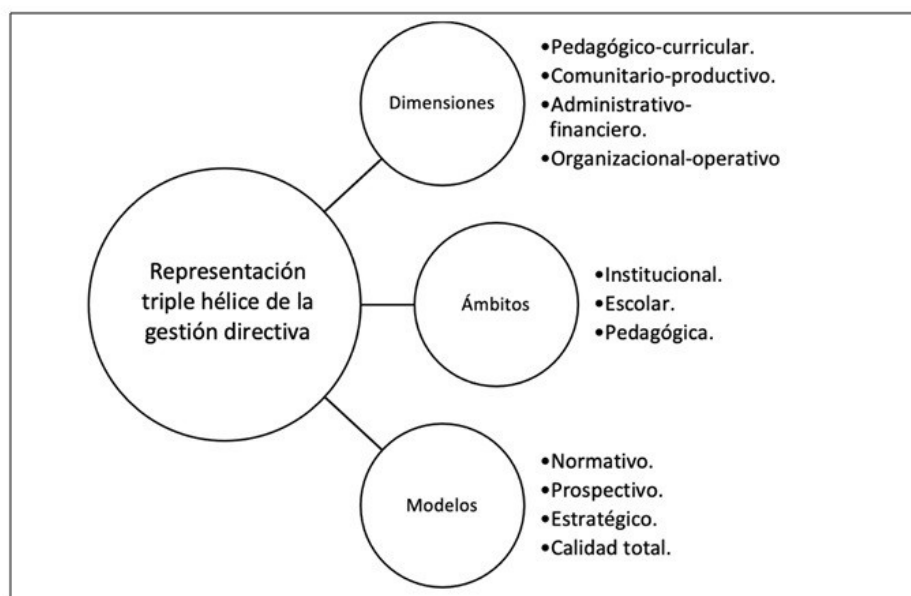 Representación
triple hélice de la
gestión directiva
Dimensiones
•Pedagógico-curricular.
•Comunitario-productivo.
•Administrativo-
financiero.
•Organizacional-operativo
Ámbitos
•Institucional.
•Escolar.
•Pedagógica.
Modelos
•Normativo.
•Prospectivo.
•Estratégico.
•Calidad total.